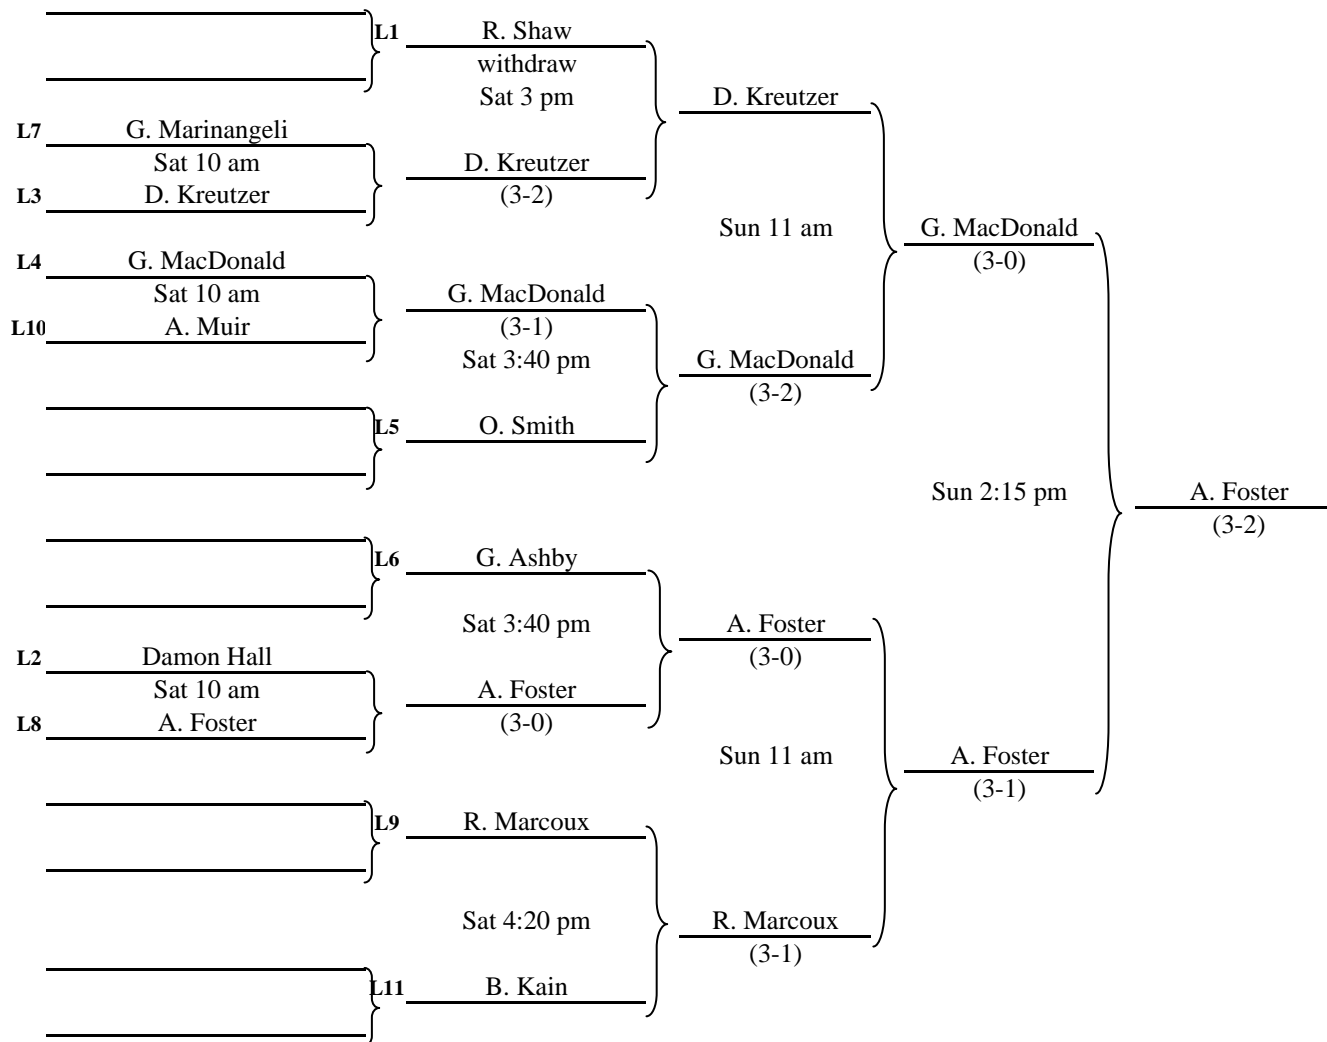 L1 R. Shaw
withdraw
Sat 3 pm
D. Kreutzer
L7 G. Marinangeli
Sat 10 am
D. Kreutzer
L3 D. Kreutzer
(3-2)
Sun 11 am
G. MacDonald
L4 G. MacDonald
(3-0)
Sat 10 am
G. MacDonald
L10 A. Muir
(3-1)
Sat 3:40 pm
G. MacDonald
(3-2)
L5 O. Smith
Sun 2:15 pm
A. Foster
(3-2)
L6 G. Ashby
Sat 3:40 pm
A. Foster
L2 Damon Hall
(3-0)
Sat 10 am
A. Foster
L8 A. Foster
(3-0)
Sun 11 am
A. Foster
(3-1)
L9 R. Marcoux
Sat 4:20 pm
R. Marcoux
(3-1)
L11 B. Kain